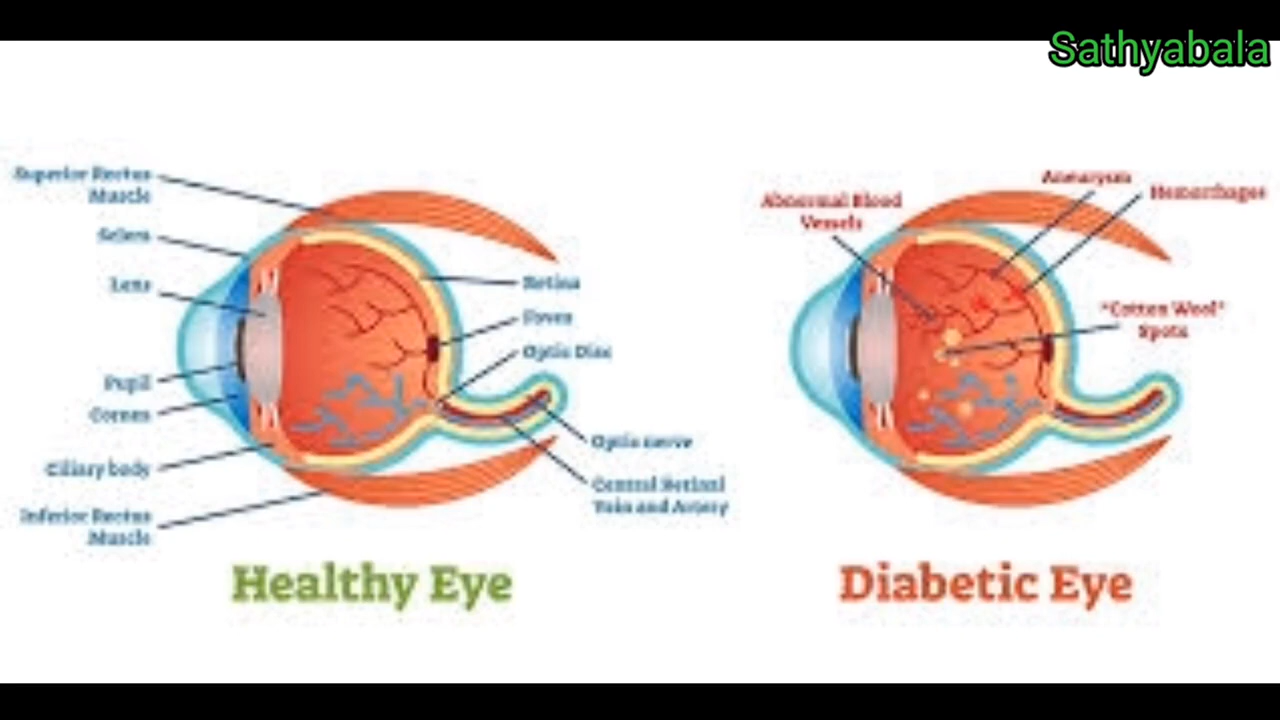 Sathyabala
Superior Rectus
Muscle
Sclera
Lens
Pupil
Cornea
Ciliary body
Inferior Rectus
Muscle
Retina
Fovea
Optic Disc
Optic nerve
Central Retinal
Vein and Artery
Healthy Eye
Abnormal Blood
Vessels
Aneurysm
Hemorrhages
"Cotton Wool"
Spots
Diabetic Eye